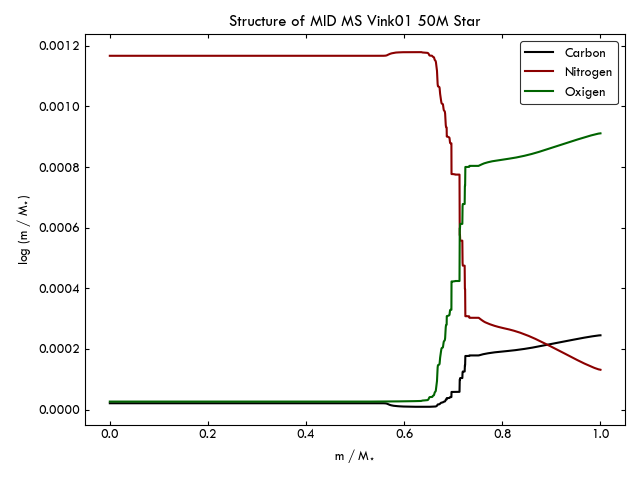 Structure of MID MS Vink01 50M Star
Carbon
Nitrogen
Oxigen
0.0012
0.0010
0.0008
0.0006
0.0004
0.0002
0.0000
log (m / M⋆)
0.0
0.2
0.4
0.6
0.8
1.0
m / M⋆